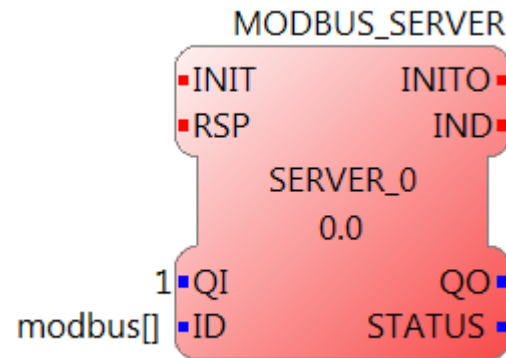 MODBUS_SERVER
INIT INITO
RSP IND
SERVER_0
0.0
1 QI QO
modbus[] ID STATUS